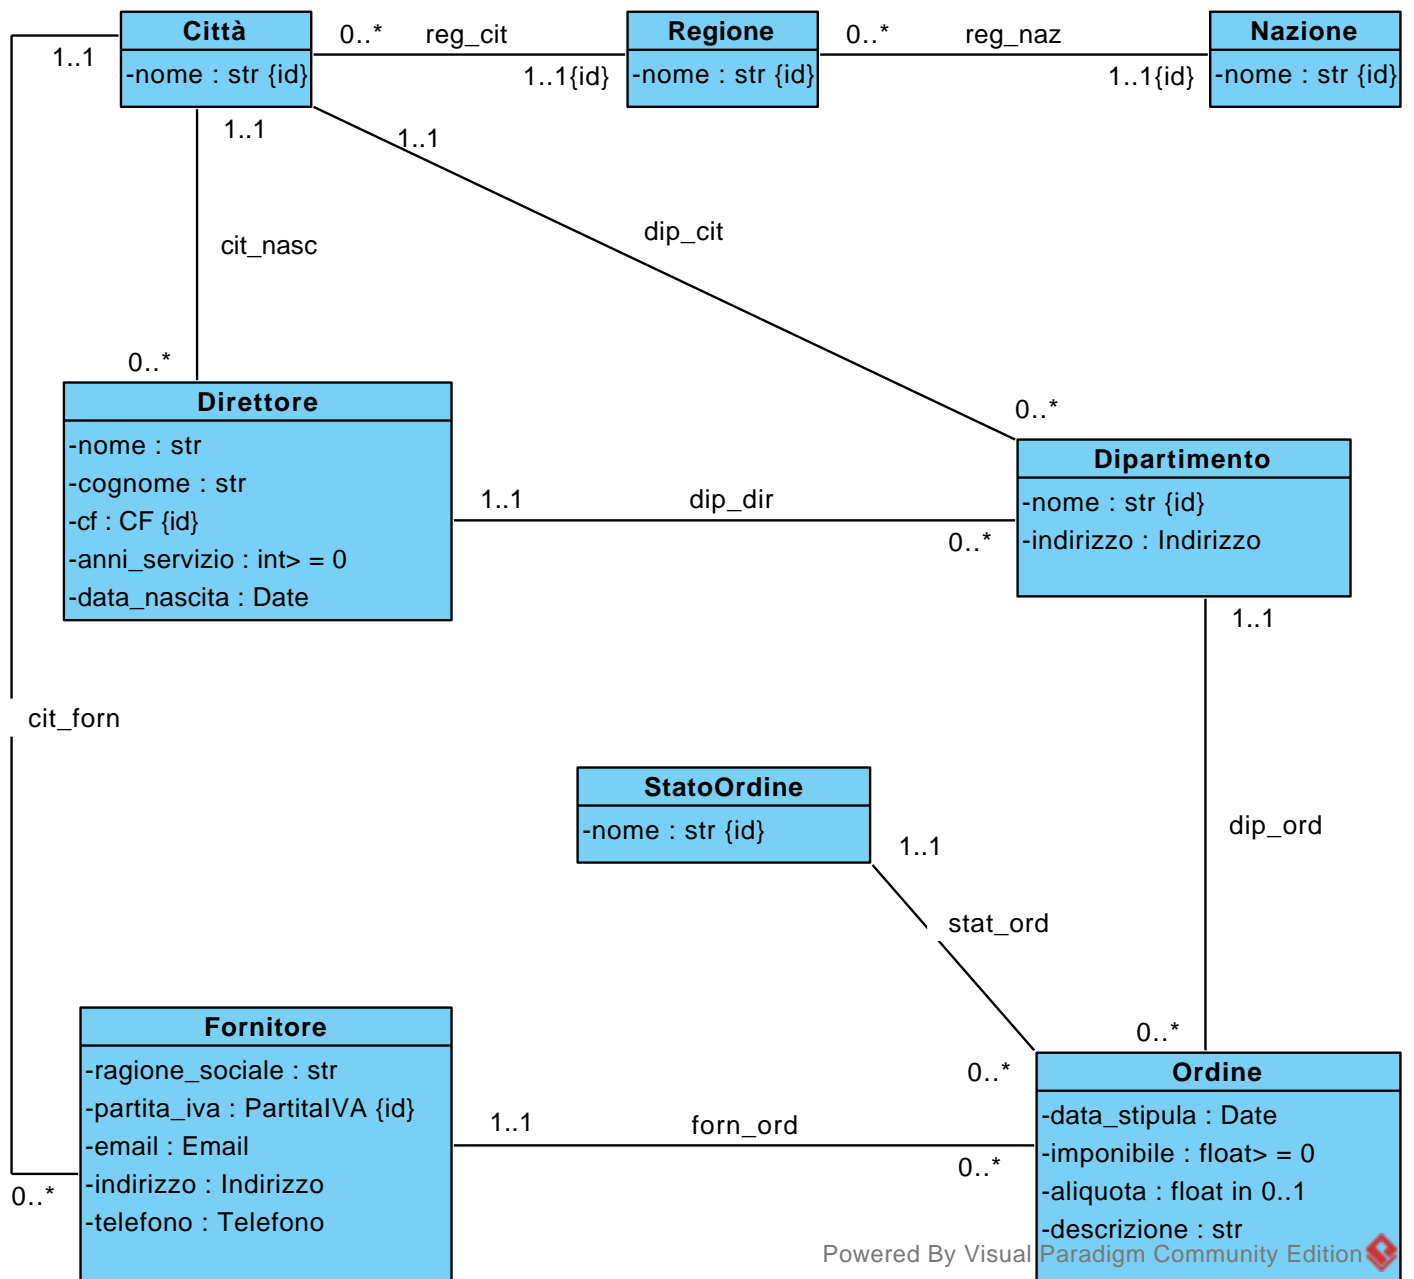 Città
-nome : str {id}
0..*
reg_cit
1..1{id}
Regione
-nome : str {id}
0..*
reg_naz
1..1{id}
Nazione
-nome : str {id}
1..1
1..1
1..1
cit_nasc
dip_cit
0..*
0..*
Direttore
-nome : str
-cognome : str
-cf : CF {id}
-anni_servizio : int> = 0
-data_nascita : Date
1..1
dip_dir
0..*
Dipartimento
-nome : str {id}
-indirizzo : Indirizzo
1..1
cit_forn
StatoOrdine
-nome : str {id}
1..1
dip_ord
stat_ord
0..*
0..*
Fornitore
-ragione_sociale : str
-partita_iva : PartitaIVA {id}
-email : Email
-indirizzo : Indirizzo
-telefono : Telefono
0..*
1..1
forn_ord
0..*
Ordine
-data_stipula : Date
-imponibile : float> = 0
-aliquota : float in 0..1
-descrizione : str
Powered By Visual Paradigm Community Edition